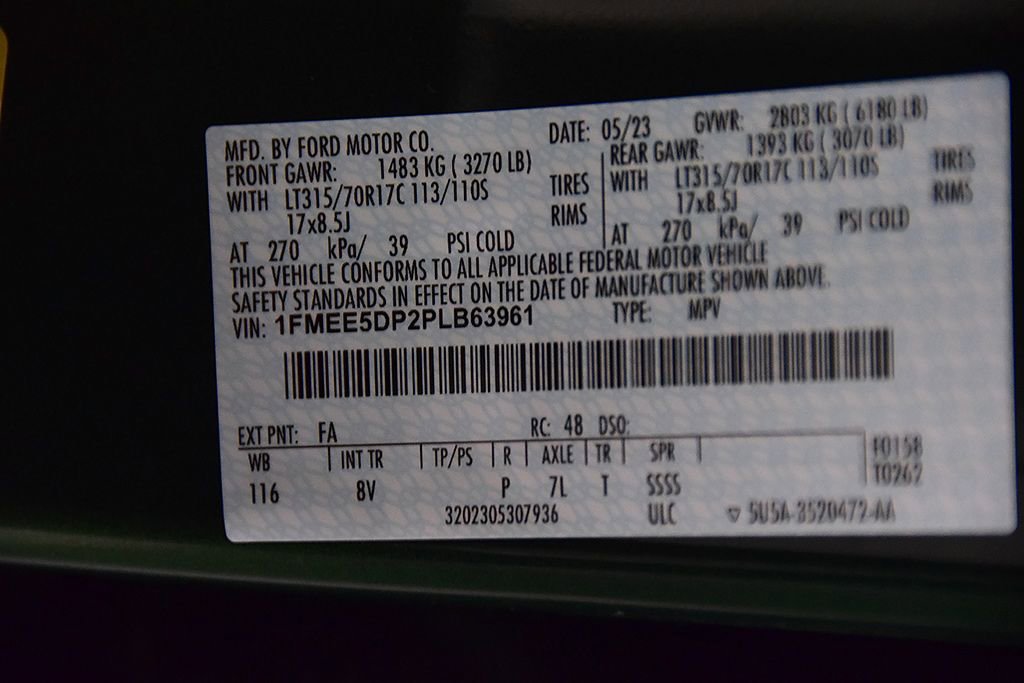 MFD. BY FORD MOTOR CO. DATE: 05/23 GVWR: 2803 KG ( 6180 LB)
FRONT GAWR: 1483 KG ( 3270 LB) REAR GAWR: 1393 KG ( 3070 LB)
WITH LT315/70R17C 113/110S TIRES WITH LT315/70R17C 113/110S TIRES
17x8.5J RIMS 17x8.5J RIMS
AT 270 kPa/ 39 PSI COLD AT 270 kPa/ 39 PSI COLD
THIS VEHICLE CONFORMS TO ALL APPLICABLE FEDERAL MOTOR VEHICLE
SAFETY STANDARDS IN EFFECT ON THE DATE OF MANUFACTURE SHOWN ABOVE.
VIN: 1FMEE5DP2PLB63961 TYPE: MPV
EXT PNT: FA RC: 48 DSO:
WB INT TR TP/PS R AXLE TR SPR F0158
116 8V P 7L T SSSS T0262
3202305307936 ULC ▽ 5U5A-3520472-AA